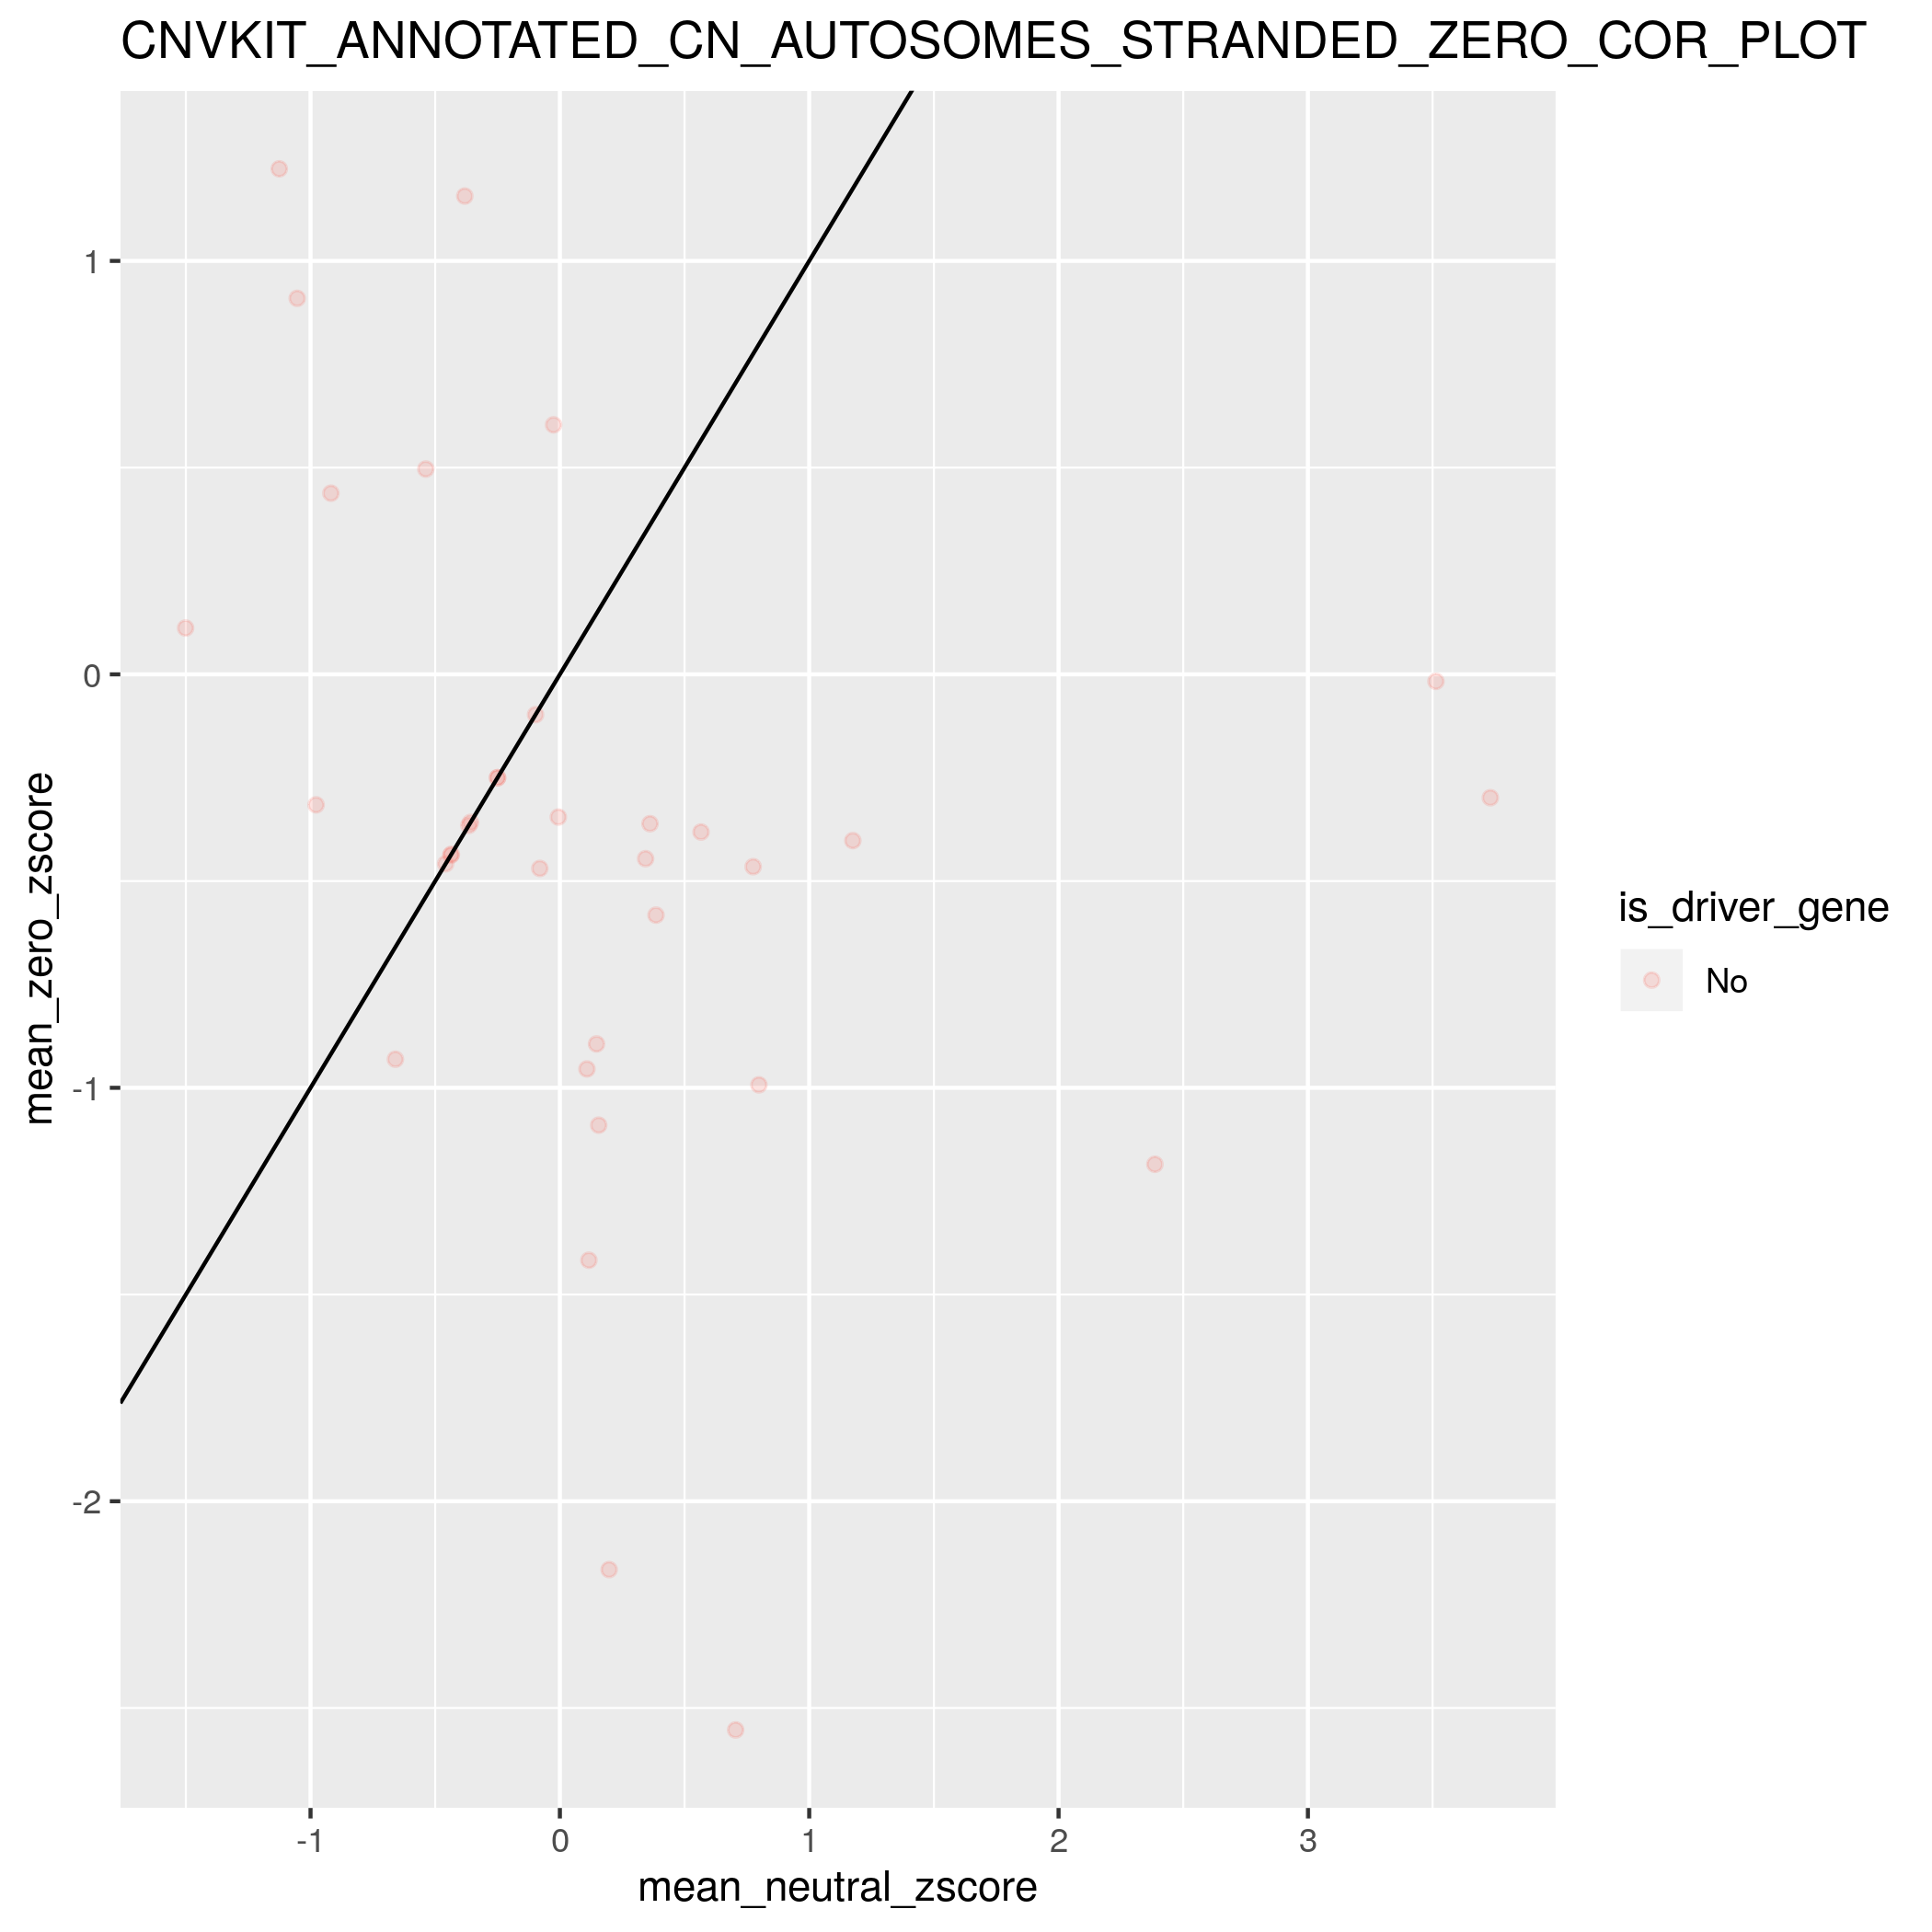 CNVKIT_ANNOTATED_CN_AUTOSOMES_STRANDED_ZERO_COR_PLOT
1
0
-1
-2
mean_zero_zscore
-1 0 1 2 3
mean_neutral_zscore
is_driver_gene
No